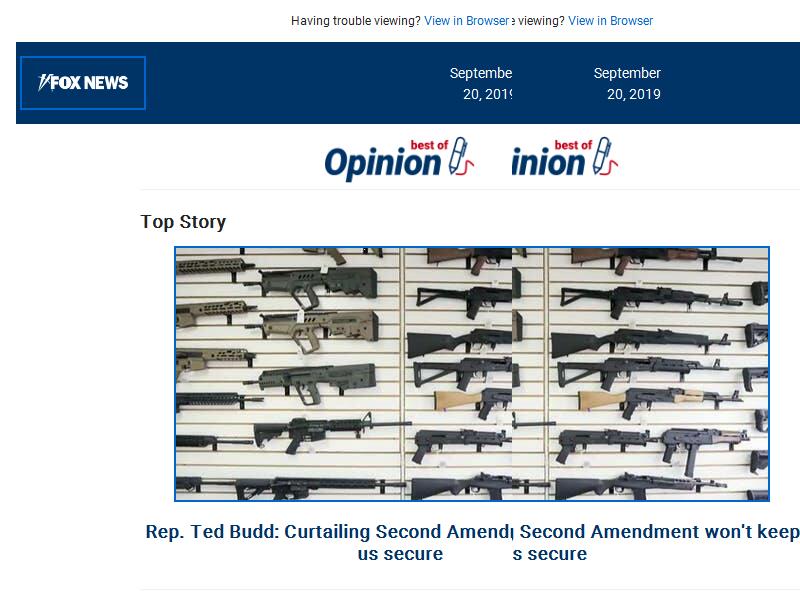 Having trouble viewing? View in Browser e viewing? View in Browser
FOX NEWS
Septembe September
20, 2019 20, 2019
best of best of
Opinion inion
Top Story
Rep. Ted Budd: Curtailing Second Amend Second Amendment won't keep
us secure s secure